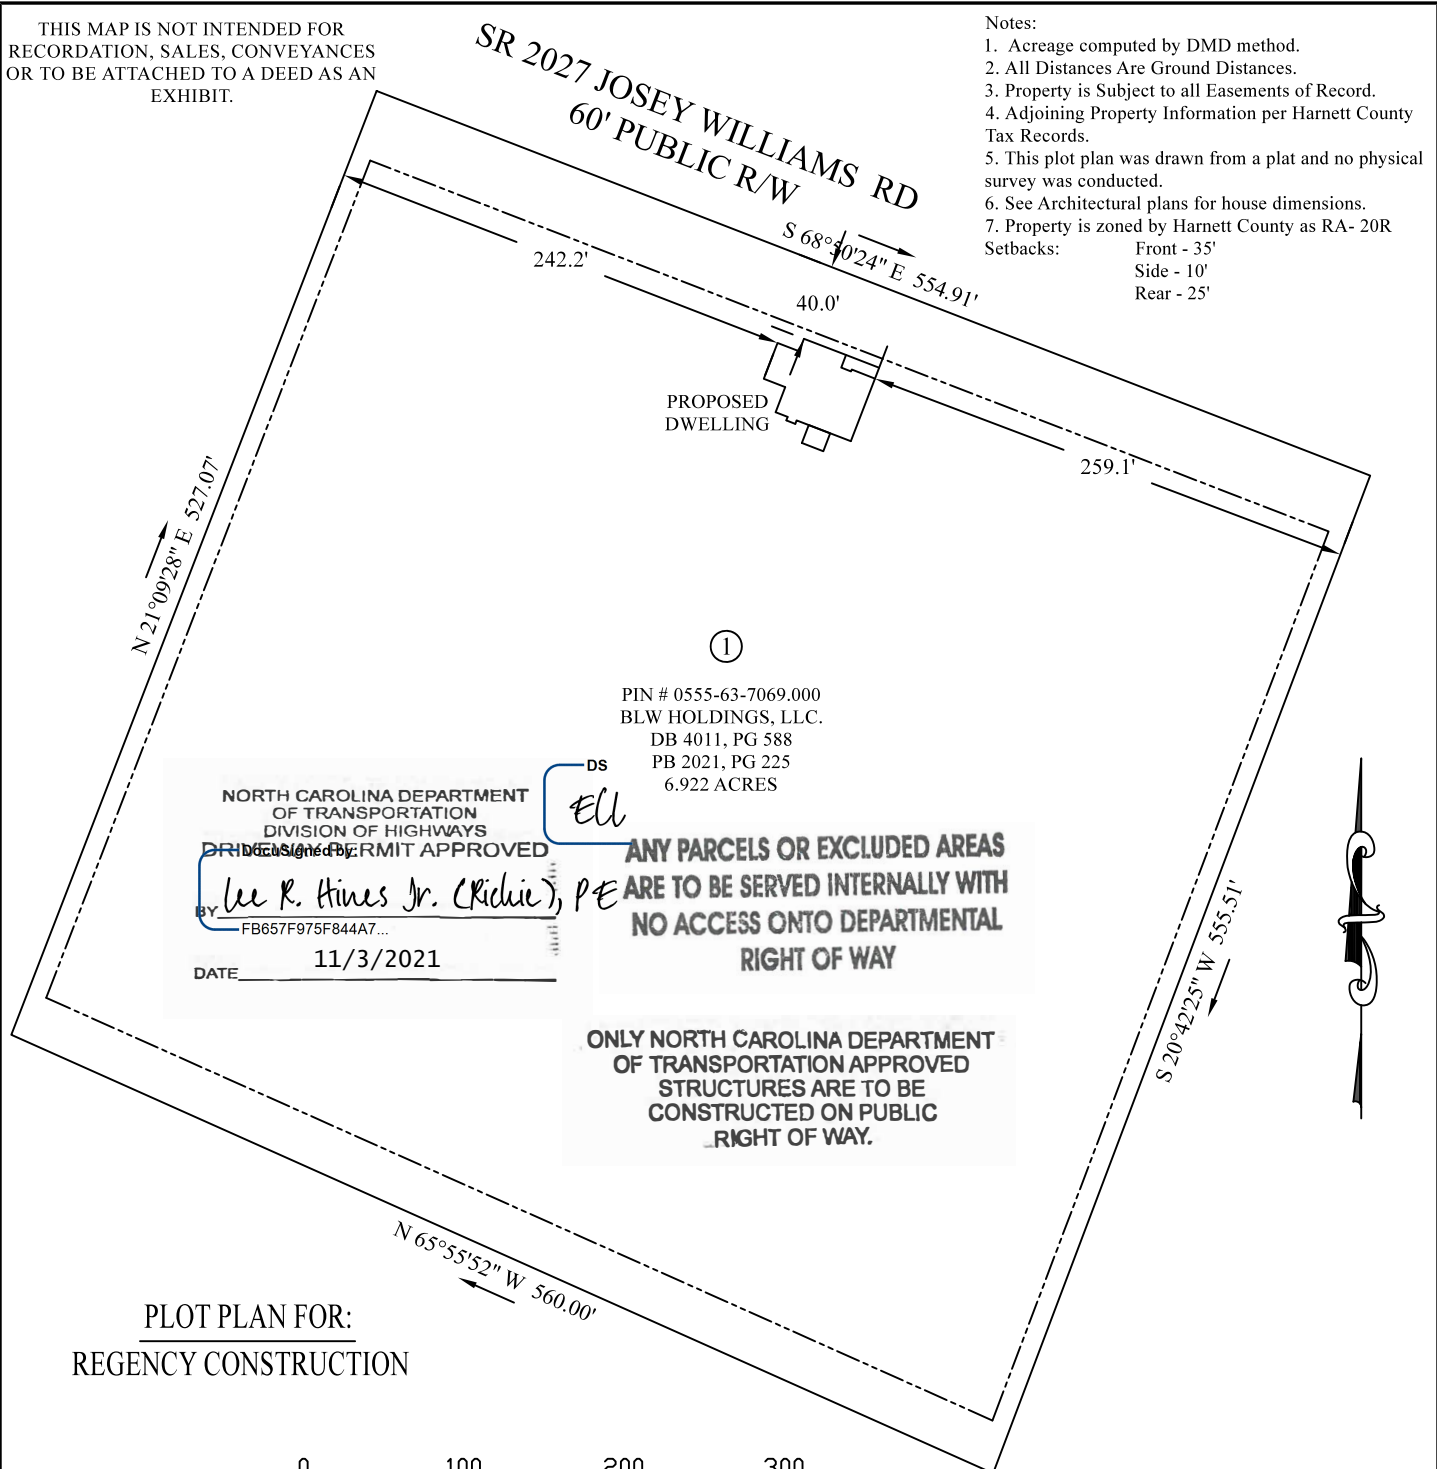 THIS MAP IS NOT INTENDED FOR
RECORDATION, SALES, CONVEYANCES
OR TO BE ATTACHED TO A DEED AS AN
EXHIBIT.
SR 2027 JOSEY WILLIAMS RD
60' PUBLIC R/W
Notes:
1. Acreage computed by DMD method.
2. All Distances Are Ground Distances.
3. Property is Subject to all Easements of Record.
4. Adjoining Property Information per Harnett County
Tax Records.
5. This plot plan was drawn from a plat and no physical
survey was conducted.
6. See Architectural plans for house dimensions.
7. Property is zoned by Harnett County as RA- 20R
Setbacks: Front - 35'
Side - 10'
Rear - 25'
S 68°50'24" E 554.91'
242.2'
40.0'
PROPOSED
DWELLING
259.1'
N 21°09'28" E 527.07'
1
PIN # 0555-63-7069.000
BLW HOLDINGS, LLC.
DB 4011, PG 588
PB 2021, PG 225
6.922 ACRES
DS
ECL
NORTH CAROLINA DEPARTMENT
OF TRANSPORTATION
DIVISION OF HIGHWAYS
DRIVEWAY PERMIT APPROVED
DocuSigned by:
BY Lee R. Hines Jr. (Richie), PE
FB657F975F844A7...
DATE 11/3/2021
ANY PARCELS OR EXCLUDED AREAS
ARE TO BE SERVED INTERNALLY WITH
NO ACCESS ONTO DEPARTMENTAL
RIGHT OF WAY
ONLY NORTH CAROLINA DEPARTMENT
OF TRANSPORTATION APPROVED
STRUCTURES ARE TO BE
CONSTRUCTED ON PUBLIC
RIGHT OF WAY.
S 20°42'25" W 555.51'
N 65°55'52" W 560.00'
PLOT PLAN FOR:
REGENCY CONSTRUCTION
0 100 200 300